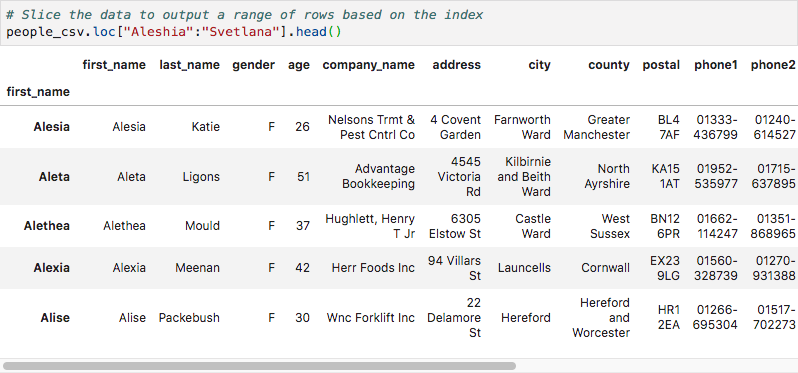 # Slice the data to output a range of rows based on the index
people_csv.loc["Aleshia":"Svetlana"].head()
first_name last_name gender age company_name address city county postal phone1 phone2
first_name
Alesia Alesia Katie F 26 Nelsons Trmt & Pest Cntrl Co 4 Covent Garden Farnworth Ward Greater Manchester BL4 7AF 01333-436799 01240-614527
Aleta Aleta Ligons F 51 Advantage Bookkeeping 4545 Victoria Rd Kilbirnie and Beith Ward North Ayrshire KA15 1AT 01952-535977 01715-637895
Alethea Alethea Mould F 37 Hughlett, Henry T Jr 6305 Elstow St Castle Ward West Sussex BN12 6PR 01662-114247 01351-868965
Alexia Alexia Meenan F 42 Herr Foods Inc 94 Villars St Launcells Cornwall EX23 9LG 01560-328739 01270-931388
Alise Alise Packebush F 30 Wnc Forklift Inc 22 Delamore St Hereford Hereford and Worcester HR1 2EA 01266-695304 01517-702273